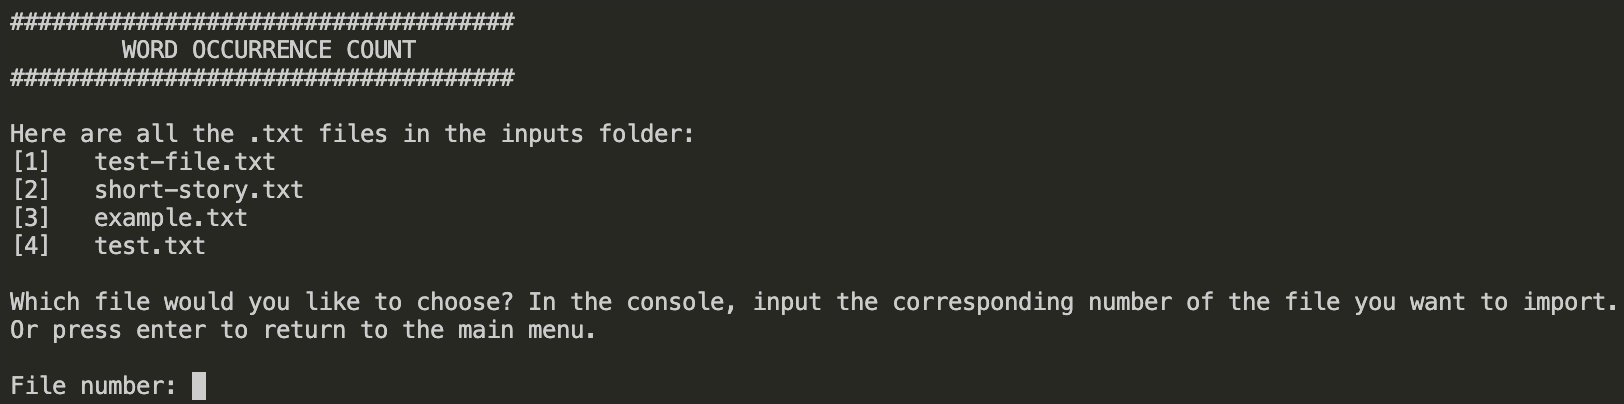 ####################################
WORD OCCURRENCE COUNT
####################################
Here are all the .txt files in the inputs folder:
[1]   test-file.txt
[2]   short-story.txt
[3]   example.txt
[4]   test.txt
Which file would you like to choose? In the console, input the corresponding number of the file you want to import.
Or press enter to return to the main menu.
File number: